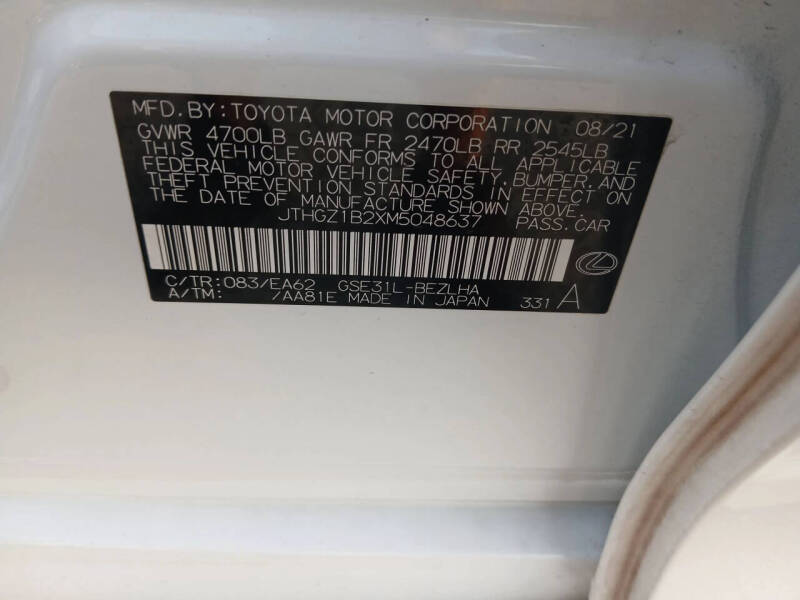 MFD.BY:TOYOTA MOTOR CORPORATION 08/21
GVWR 4700LB GAWR FR 2470LB RR 2545LB
THIS VEHICLE CONFORMS TO ALL APPLICABLE
FEDERAL MOTOR VEHICLE SAFETY,BUMPER,AND
THEFT PREVENTION STANDARDS IN EFFECT ON
THE DATE OF MANUFACTURE SHOWN ABOVE.
JTHGZ1B2XM5048637 PASS.CAR
C/TR:083/EA62 GSE31L-BEZLHA
A/TM: /AA81E MADE IN JAPAN 331 A